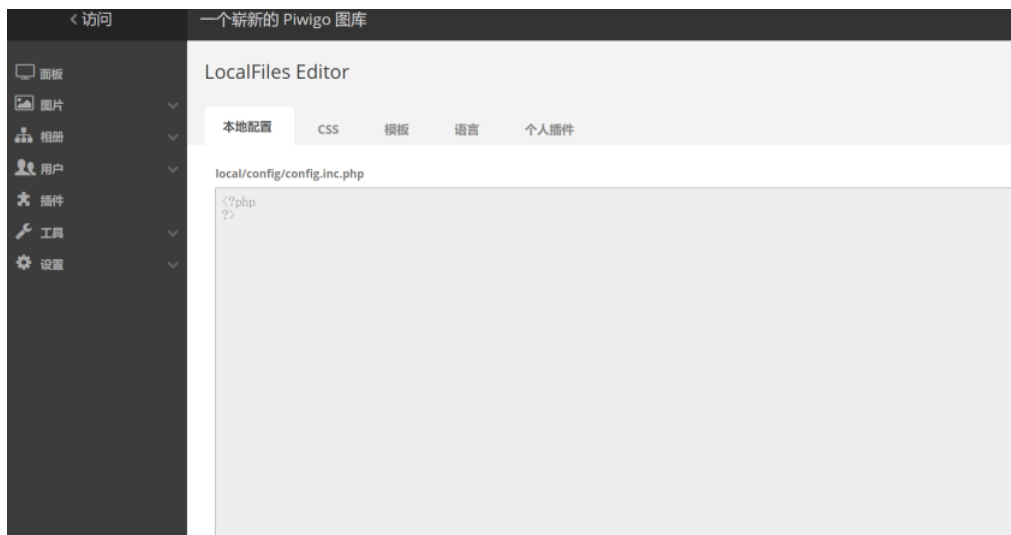 < 访问
一个崭新的 Piwigo 图库
面板
图片
相册
用户
插件
工具
设置
LocalFiles Editor
本地配置 CSS 模板 语言 个人插件
local/config/config.inc.php
<?php
?>